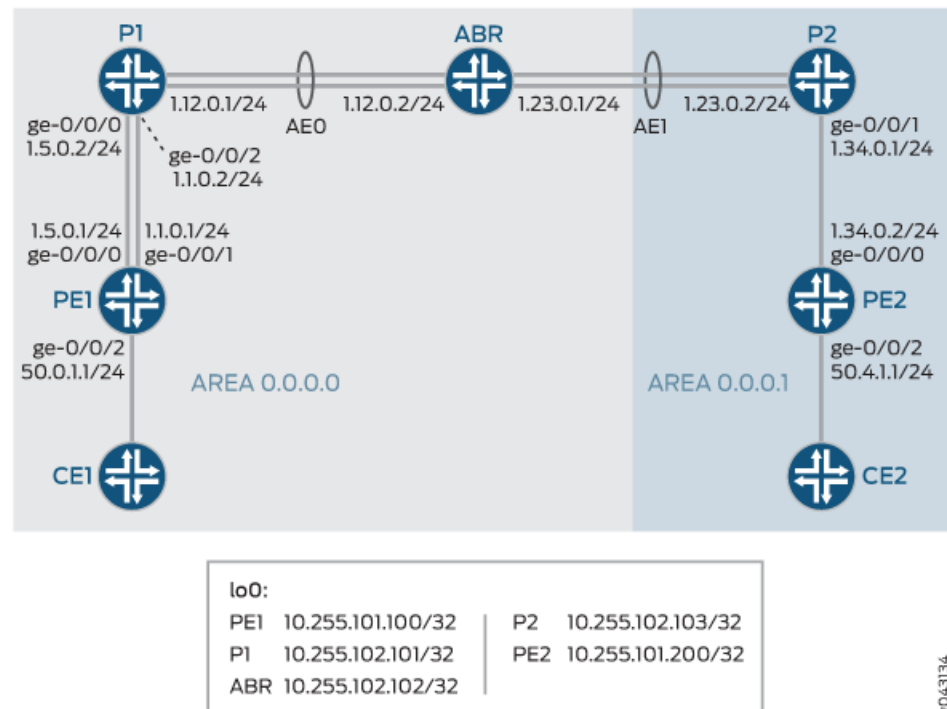 P1
ABR
P2
1.12.0.1/24
1.12.0.2/24
1.23.0.1/24
1.23.0.2/24
AE0
AE1
ge-0/0/0
1.5.0.2/24
ge-0/0/2
1.1.0.2/24
ge-0/0/1
1.34.0.1/24
1.5.0.1/24
ge-0/0/0
1.1.0.1/24
ge-0/0/1
1.34.0.2/24
ge-0/0/0
PE1
PE2
ge-0/0/2
50.0.1.1/24
ge-0/0/2
50.4.1.1/24
AREA 0.0.0.0
AREA 0.0.0.1
CE1
CE2
lo0:
PE1 10.255.101.100/32
P2 10.255.102.103/32
P1 10.255.102.101/32
PE2 10.255.101.200/32
ABR 10.255.102.102/32